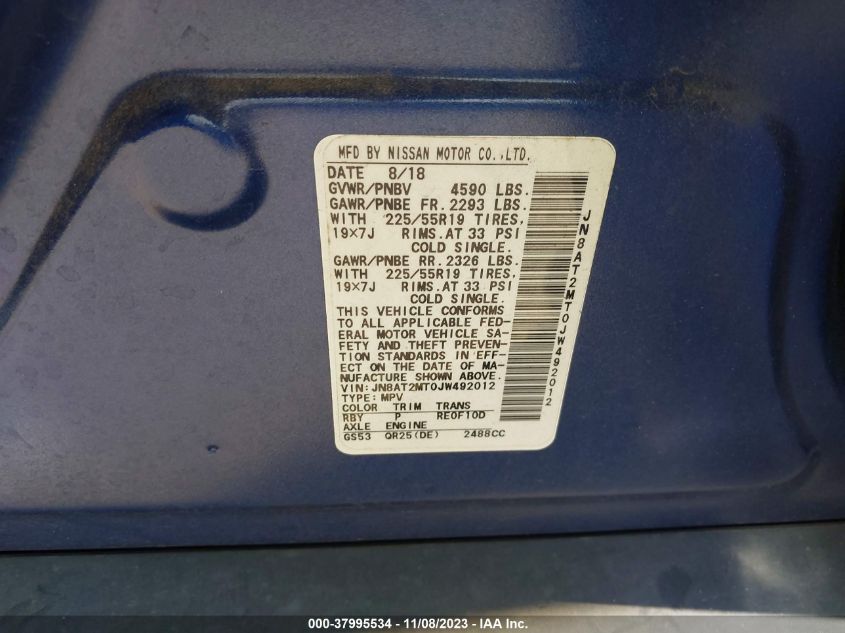 MFD BY NISSAN MOTOR CO.,LTD.
DATE 8/18
GVWR/PNBV 4590 LBS.
GAWR/PNBE FR. 2293 LBS.
WITH 225/55R19 TIRES,
19×7J RIMS.AT 33 PSI
COLD SINGLE.
GAWR/PNBE RR. 2326 LBS.
WITH 225/55R19 TIRES,
19×7J RIMS.AT 33 PSI
COLD SINGLE.
THIS VEHICLE CONFORMS
TO ALL APPLICABLE FED-
ERAL MOTOR VEHICLE SA-
FETY AND THEFT PREVEN-
TION STANDARDS IN EFF-
ECT ON THE DATE OF MA-
NUFACTURE SHOWN ABOVE.
VIN:JN8AT2MT0JW492012
TYPE: MPV
COLOR TRIM TRANS
RBY P RE0F10D
AXLE ENGINE
GS53 QR25(DE) 2488CC
JN8AT2MT0JW492012
000-37995534 - 11/08/2023 - IAA Inc.